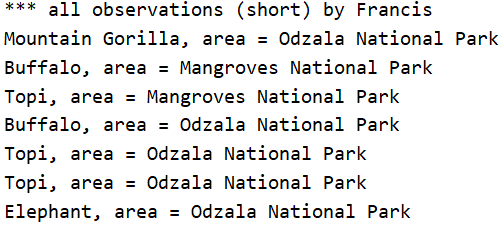 *** all observations (short) by Francis
Mountain Gorilla, area = Odzala National Park
Buffalo, area = Mangroves National Park
Topi, area = Mangroves National Park
Buffalo, area = Odzala National Park
Topi, area = Odzala National Park
Topi, area = Odzala National Park
Elephant, area = Odzala National Park